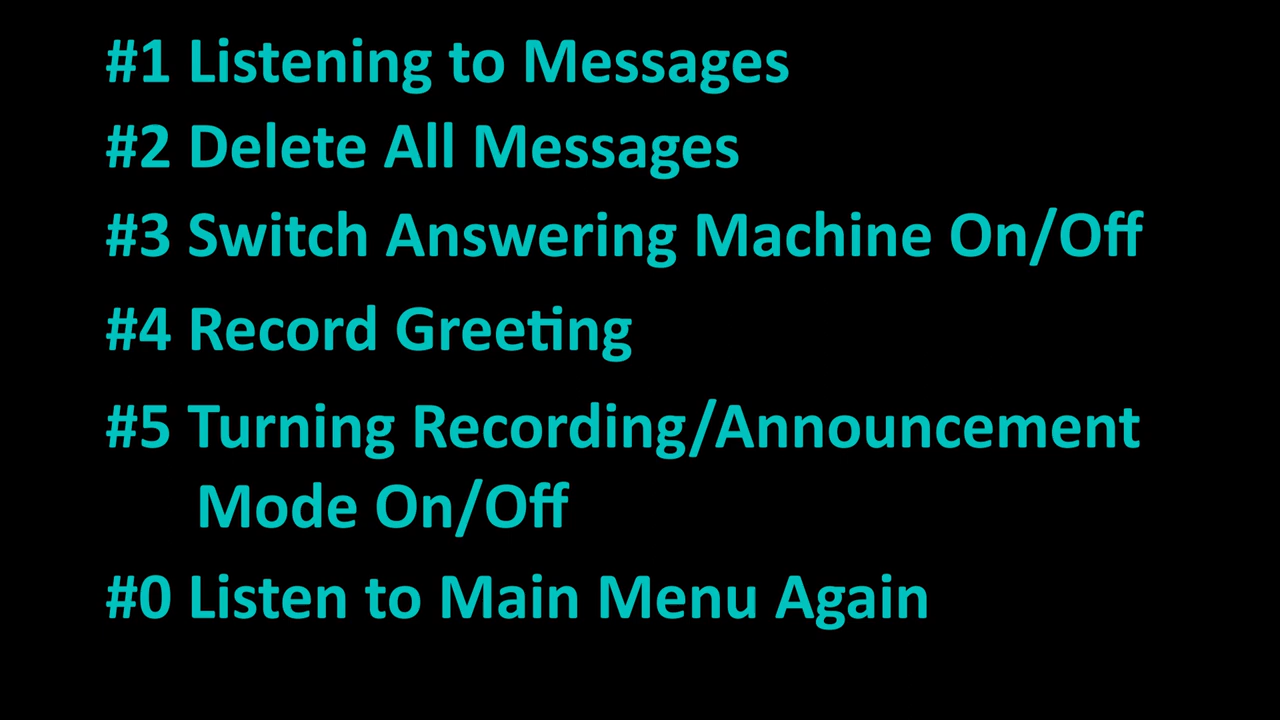 #1 Listening to Messages
#2 Delete All Messages
#3 Switch Answering Machine On/Off
#4 Record Greeting
#5 Turning Recording/Announcement
Mode On/Off
#0 Listen to Main Menu Again